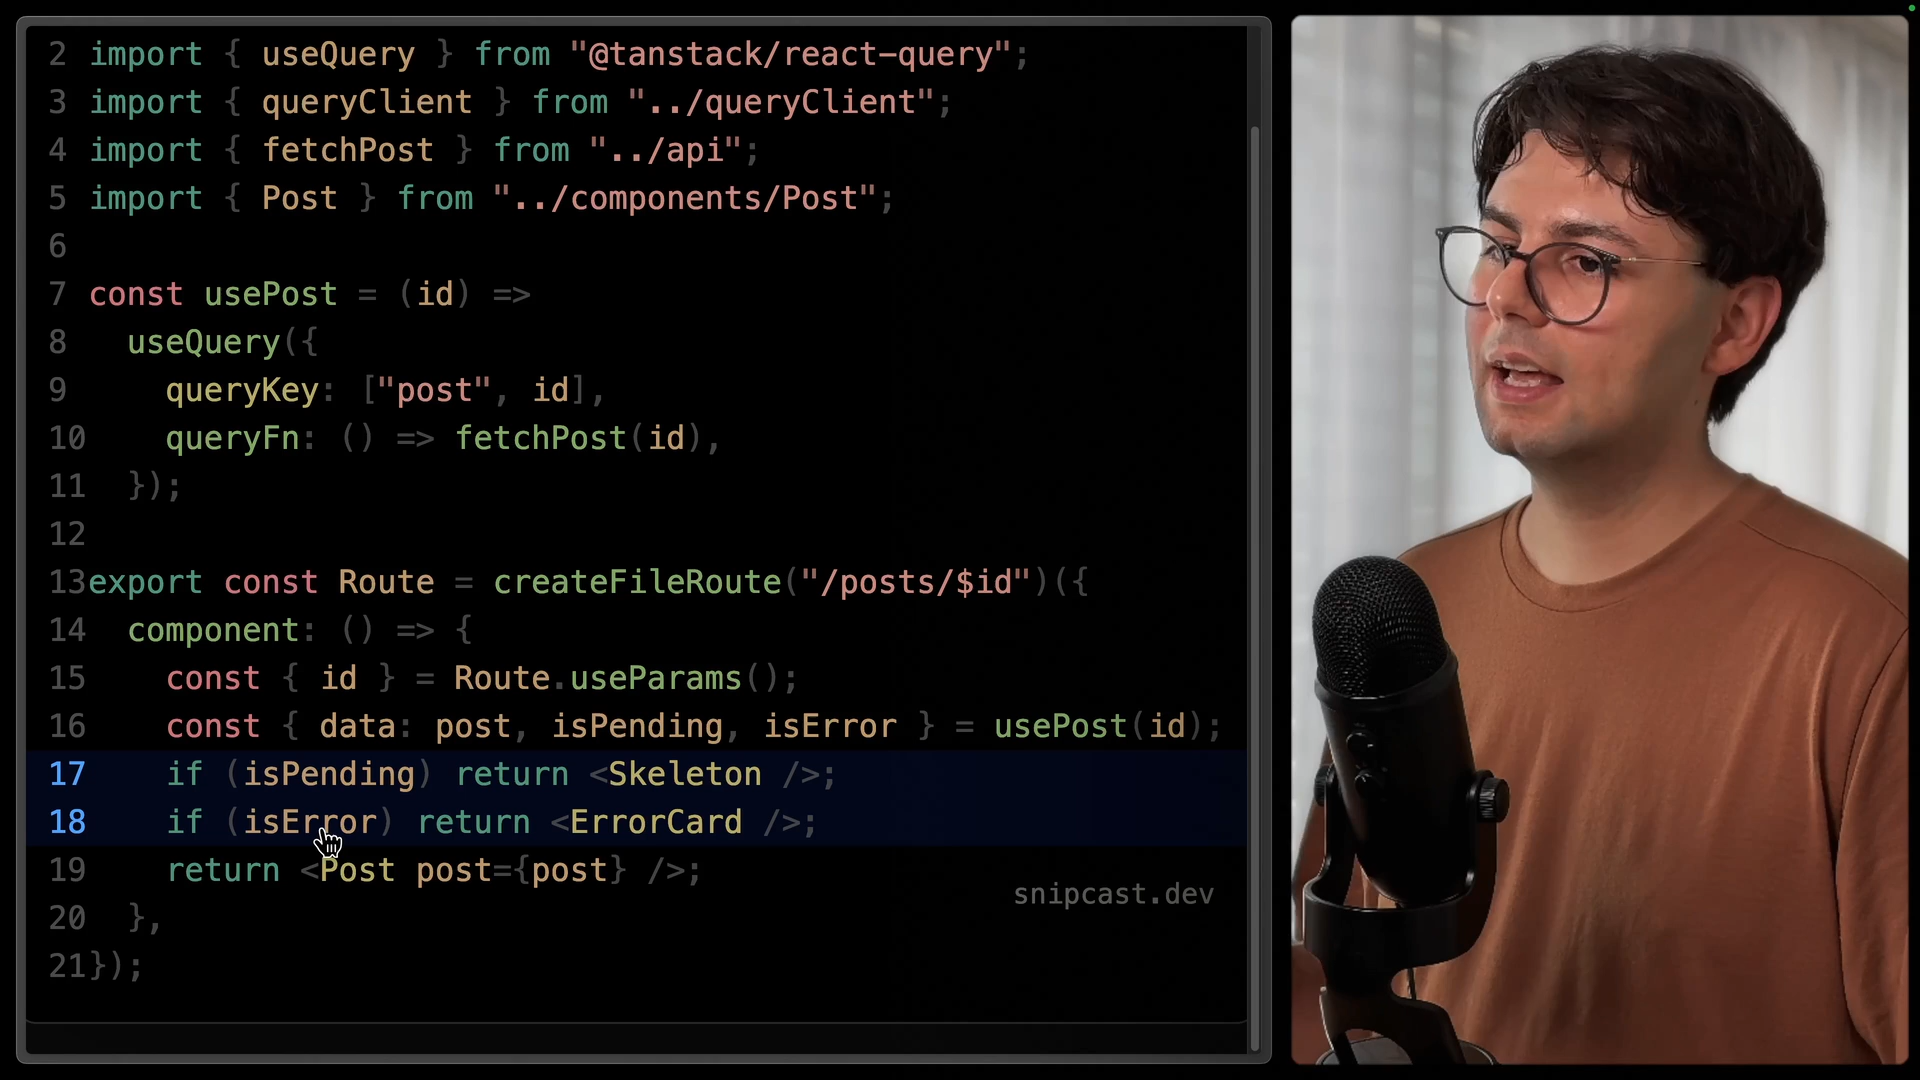 2 import { useQuery } from "@tanstack/react-query";
3 import { queryClient } from "../queryClient";
4 import { fetchPost } from "../api";
5 import { Post } from "../components/Post";
6
7 const usePost = (id) =>
8   useQuery({
9     queryKey: ["post", id],
10     queryFn: () => fetchPost(id),
11   });
12
13 export const Route = createFileRoute("/posts/$id")({
14   component: () => {
15     const { id } = Route.useParams();
16     const { data: post, isPending, isError } = usePost(id);
17     if (isPending) return <Skeleton />;
18     if (isError) return <ErrorCard />;
19     return <Post post={post} />;
snipcast.dev
20   },
21 });